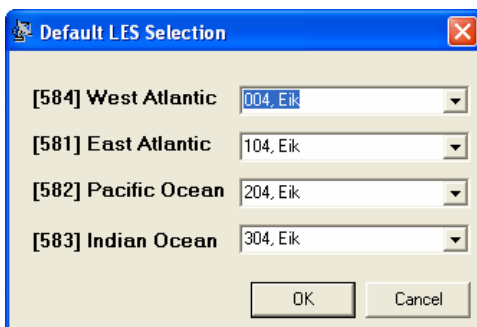 Default LES Selection
[584] West Atlantic 004, Eik
[581] East Atlantic 104, Eik
[582] Pacific Ocean 204, Eik
[583] Indian Ocean 304, Eik
OK Cancel